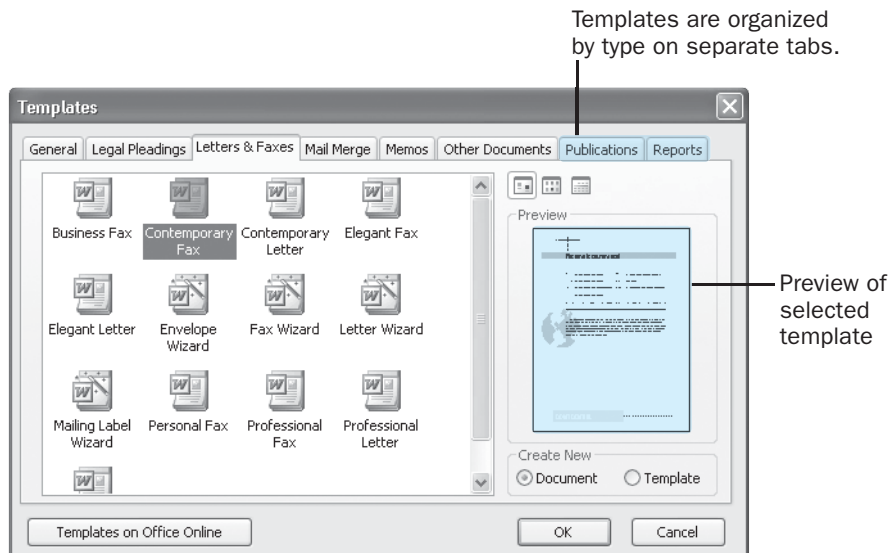 Templates are organized
by type on separate tabs.
Templates
General Legal Pleadings Letters & Faxes Mail Merge Memos Other Documents Publications Reports
Business Fax Contemporary Fax Contemporary Letter Elegant Fax
Preview
Elegant Letter Envelope Wizard Fax Wizard Letter Wizard
Preview of
selected
template
Mailing Label Wizard Personal Fax Professional Fax Professional Letter
Create New
Document Template
Templates on Office Online OK Cancel